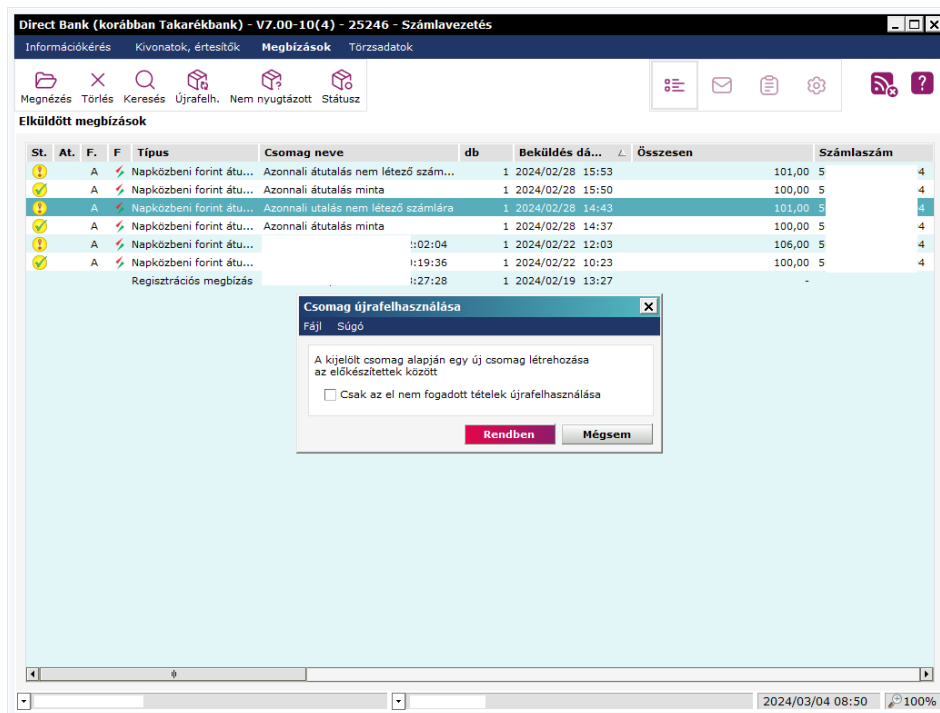 Direct Bank (korábban Takarékbank) - V7.00-10(4) - 25246 - Számlavezetés
Információkérés Kivonatok, értesítők Megbízások Törzsadatok
Megnézés Törlés Keresés Újrafelh. Nem nyugtázott Státusz
Elküldött megbízások
St. At. F. F Típus Csomag neve db Beküldés dá... Összesen Számlaszám
A Napközbeni forint átu... Azonnali átutalás nem létező szám... 1 2024/02/28 15:53 101,00 5 4
A Napközbeni forint átu... Azonnali átutalás minta 1 2024/02/28 15:50 100,00 5 4
A Napközbeni forint átu... Azonnali utalás nem létező számlára 1 2024/02/28 14:43 101,00 5 4
A Napközbeni forint átu... Azonnali átutalás minta 1 2024/02/28 14:37 100,00 5 4
A Napközbeni forint átu... :02:04 1 2024/02/22 12:03 106,00 5 4
A Napközbeni forint átu... :19:36 1 2024/02/22 10:23 100,00 5 4
Regisztrációs megbízás :27:28 1 2024/02/19 13:27 -
Csomag újrafelhasználása
Fájl Súgó
A kijelölt csomag alapján egy új csomag létrehozása
az előkészítettek között
Csak az el nem fogadott tételek újrafelhasználása
Rendben Mégsem
2024/03/04 08:50 100%